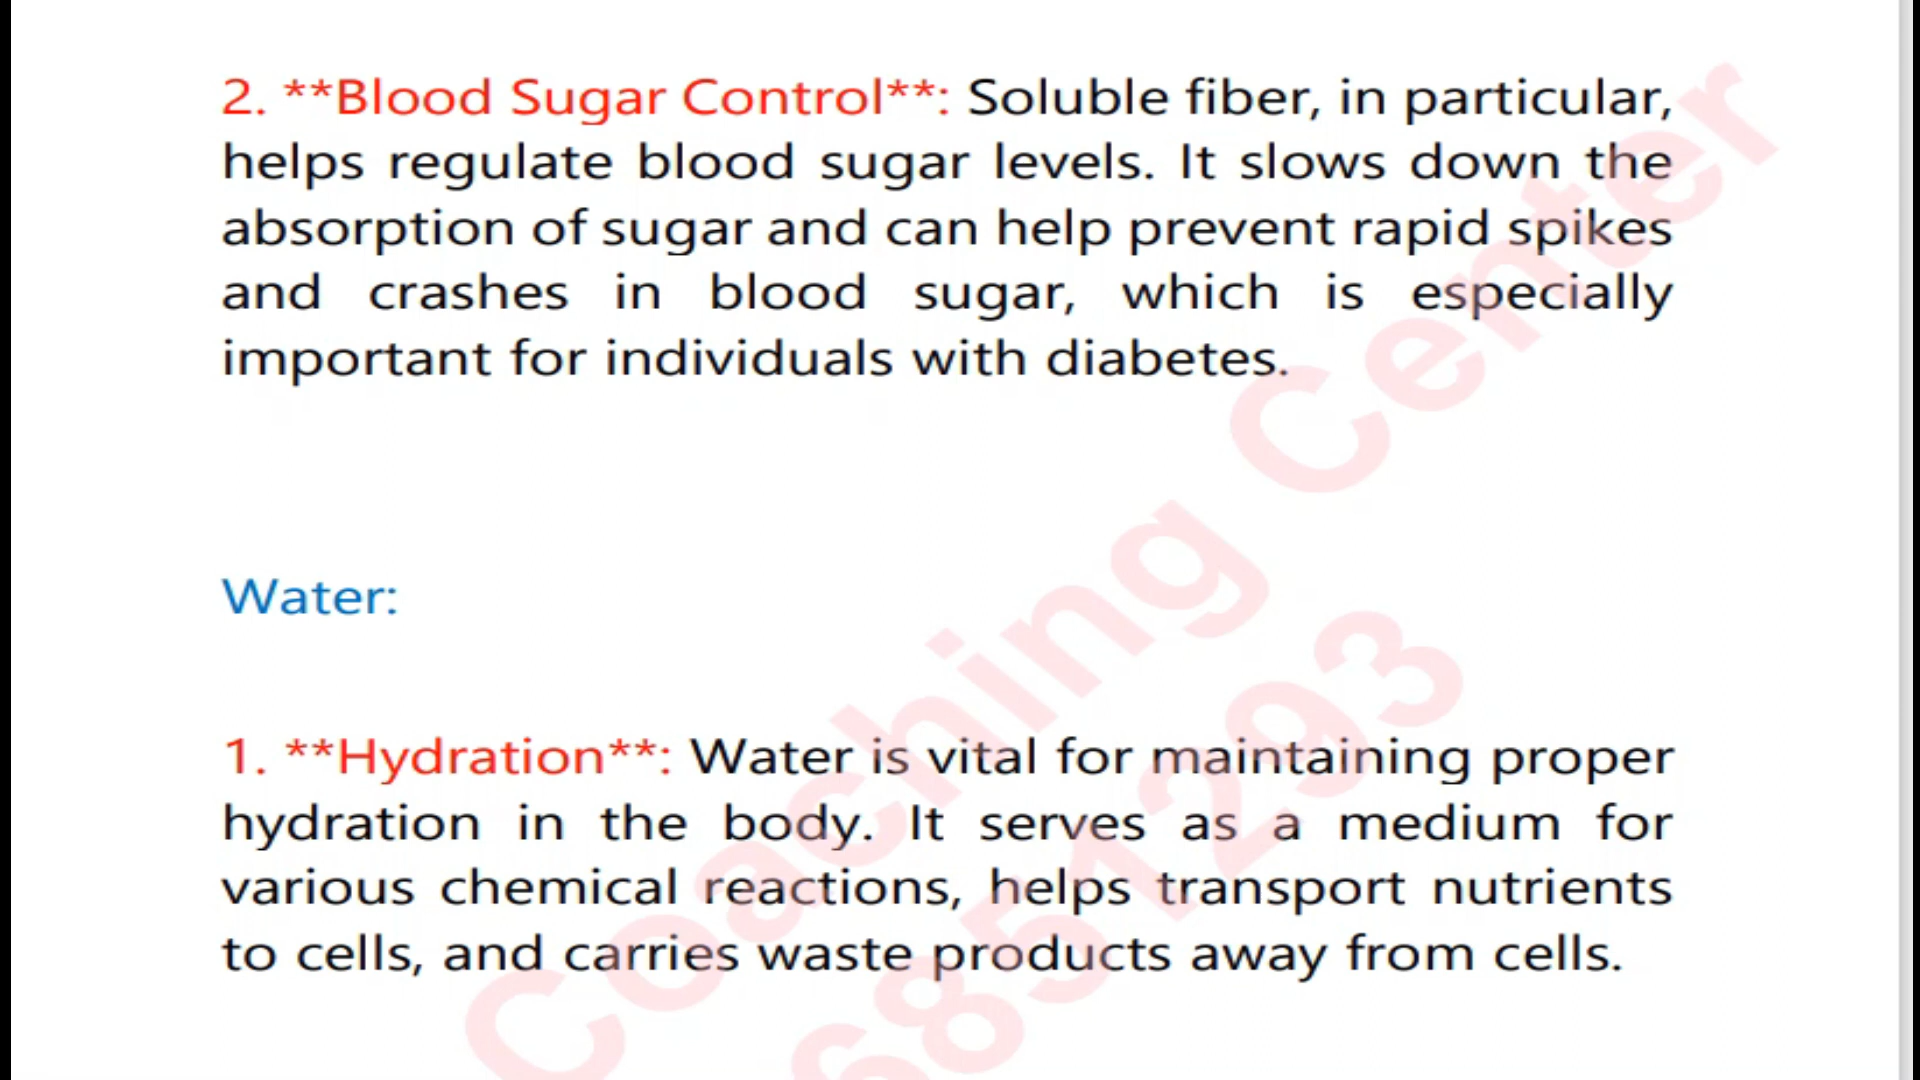 2. **Blood Sugar Control**: Soluble fiber, in particular,
helps regulate blood sugar levels. It slows down the
absorption of sugar and can help prevent rapid spikes
and crashes in blood sugar, which is especially
important for individuals with diabetes.
Water:
1. **Hydration**: Water is vital for maintaining proper
hydration in the body. It serves as a medium for
various chemical reactions, helps transport nutrients
to cells, and carries waste products away from cells.
Coaching Center
6851293